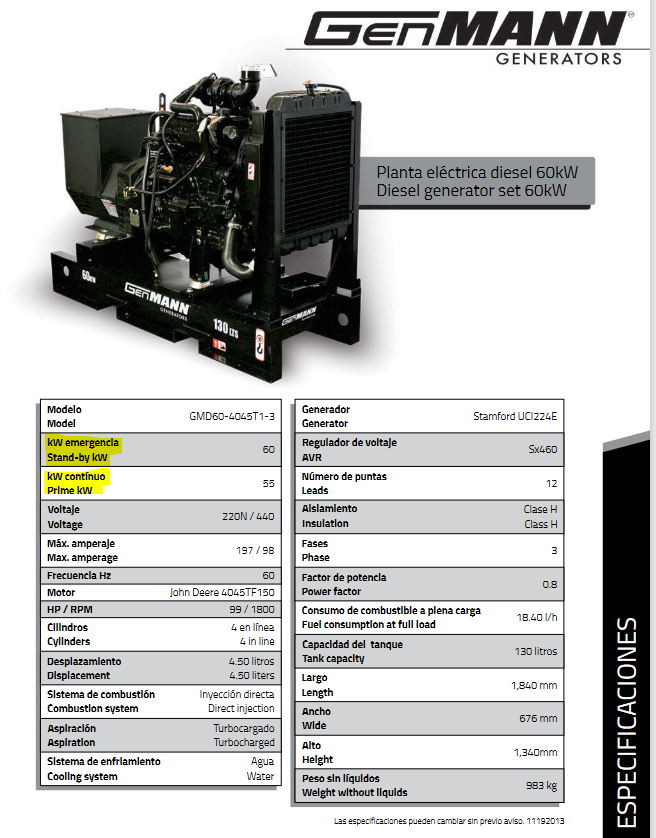 GenMANN
GENERATORS
Planta eléctrica diesel 60kW
Diesel generator set 60kW
60KW
GenMANN
GENERATORS
130 LTS
GenMANN
Modelo
Model
GMD60-4045T1-3
kW emergencia
Stand-by kW
60
kW contínuo
Prime kW
55
Voltaje
Voltage
220N / 440
Máx. amperaje
Max. amperage
197 / 98
Frecuencia Hz
60
Motor
John Deere 4045TF150
HP / RPM
99 / 1800
Cilindros
Cylinders
4 en línea
4 in line
Desplazamiento
Displacement
4.50 litros
4.50 liters
Sistema de combustión
Combustion system
Inyección directa
Direct injection
Aspiración
Aspiration
Turbocargado
Turbocharged
Sistema de enfriamiento
Cooling system
Agua
Water
Generador
Generator
Stamford UCI224E
Regulador de voltaje
AVR
Sx460
Número de puntas
Leads
12
Aislamiento
Insulation
Clase H
Class H
Fases
Phase
3
Factor de potencia
Power factor
0.8
Consumo de combustible a plena carga
Fuel consumption at full load
18.40 l/h
Capacidad del tanque
Tank capacity
130 litros
Largo
Length
1,840 mm
Ancho
Wide
676 mm
Alto
Height
1,340mm
Peso sin líquidos
Weight without liquids
983 kg
ESPECIFICACIONES
Las especificaciones pueden cambiar sin previo aviso. 11192013